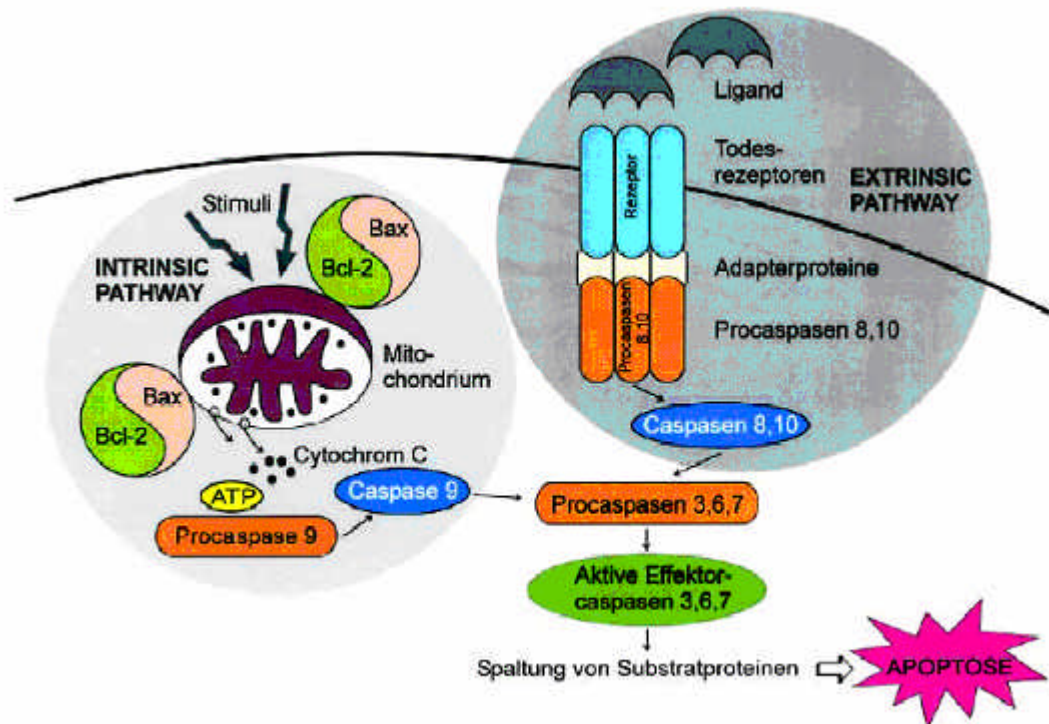 Ligand
Todes-
rezeptoren
EXTRINSIC
PATHWAY
Rezeptor
Adapterproteine
Procaspasen
8,10
Procaspasen 8,10
Caspasen 8,10
Stimuli
Bax
Bcl-2
INTRINSIC
PATHWAY
Mito-
chondrium
Bax
Bcl-2
Cytochrom C
ATP
Caspase 9
Procaspase 9
Procaspasen 3,6,7
Aktive Effektor-
caspasen 3,6,7
Spaltung von Substratproteinen
APOPTOSE